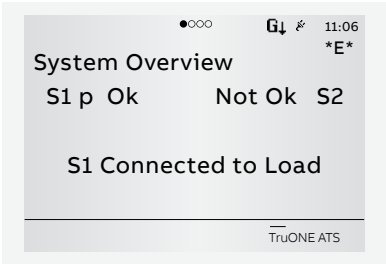 G↓ 11:06
*E*
System Overview
S1 p Ok Not Ok S2
S1 Connected to Load
TruONE ATS